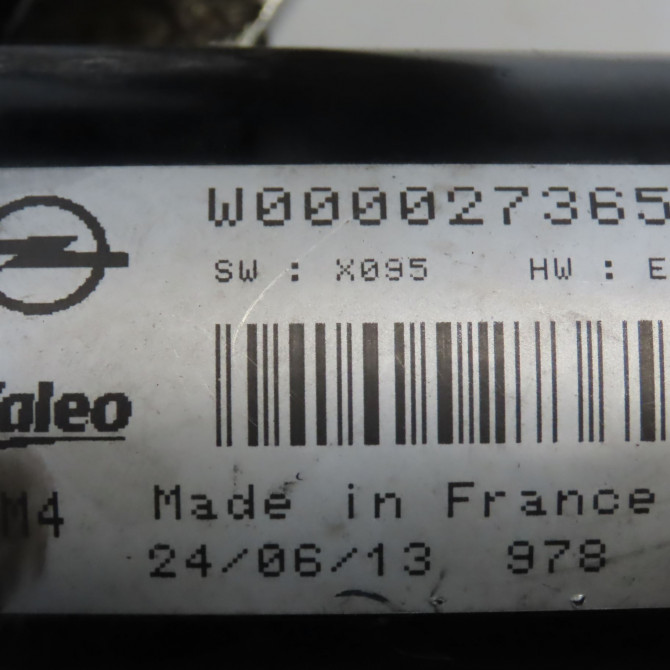 W000027365
SW : X095 HW : E
Valeo
M4
Made in France
24/06/13 978